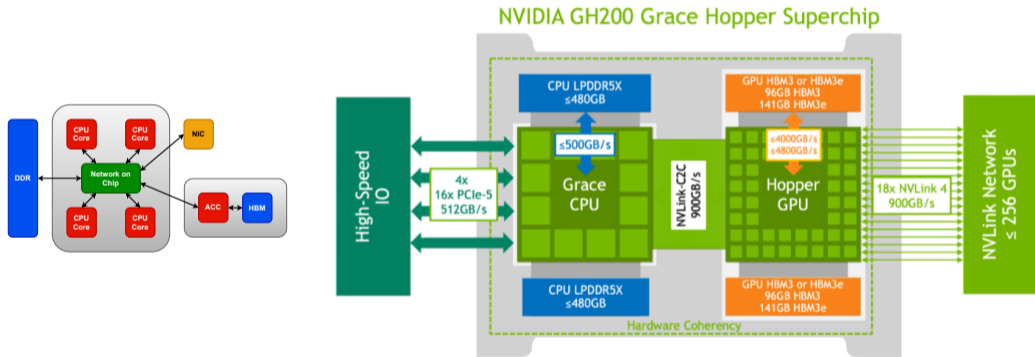 DDR
CPU
Core
CPU
Core
Network on
Chip
CPU
Core
CPU
Core
NIC
ACC
HBM
NVIDIA GH200 Grace Hopper Superchip
High-Speed
IO
4x
16x PCIe-5
512GB/s
CPU LPDDR5X
≤480GB
≤500GB/s
Grace
CPU
CPU LPDDR5X
≤480GB
NVLink-C2C
900GB/s
GPU HBM3 or HBM3e
96GB HBM3
141GB HBM3e
≤4000GB/s
≤4800GB/s
Hopper
GPU
GPU HBM3 or HBM3e
96GB HBM3
141GB HBM3e
Hardware Coherency
18x NVLink 4
900GB/s
NVLink Network
≤ 256 GPUs